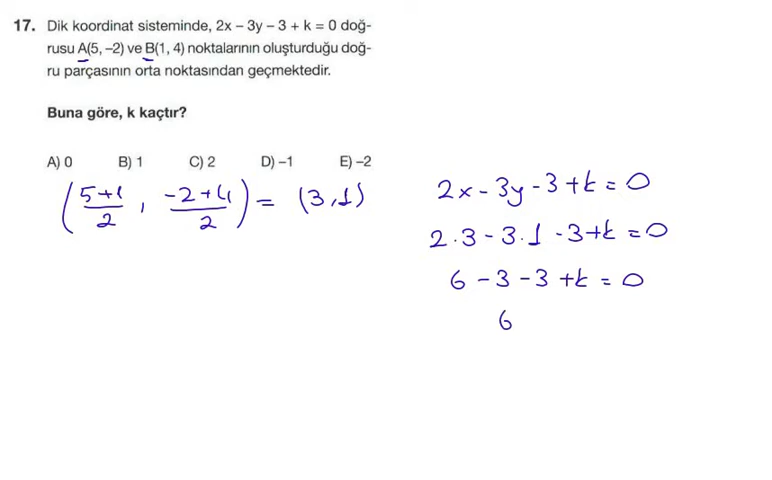 17. Dik koordinat sisteminde, 2x – 3y – 3 + k = 0 doğ-
rusu A(5, –2) ve B(1, 4) noktalarının oluşturduğu doğ-
ru parçasının orta noktasından geçmektedir.
Buna göre, k kaçtır?
A) 0 B) 1 C) 2 D) –1 E) –2
(5+1/2, -2+4/2) = (3,1)
2x - 3y - 3 + k = 0
2.3 - 3.1 - 3 + k = 0
6 - 3 - 3 + k = 0
6